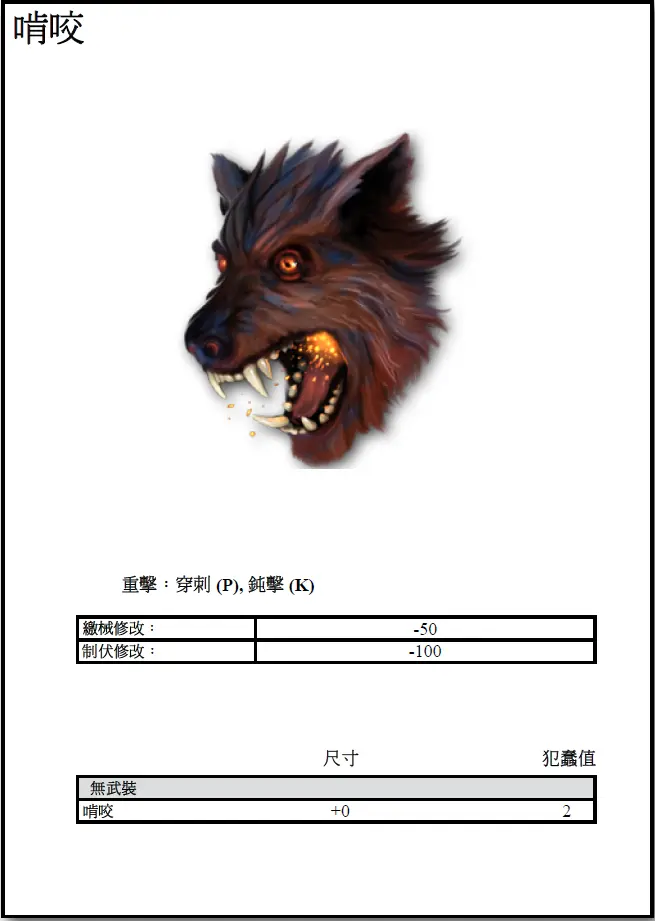 啃咬
重擊：穿刺 (P), 鈍擊 (K)
繳械修改： -50
制伏修改： -100
尺寸 犯蠢值
無武裝
啃咬 +0 2